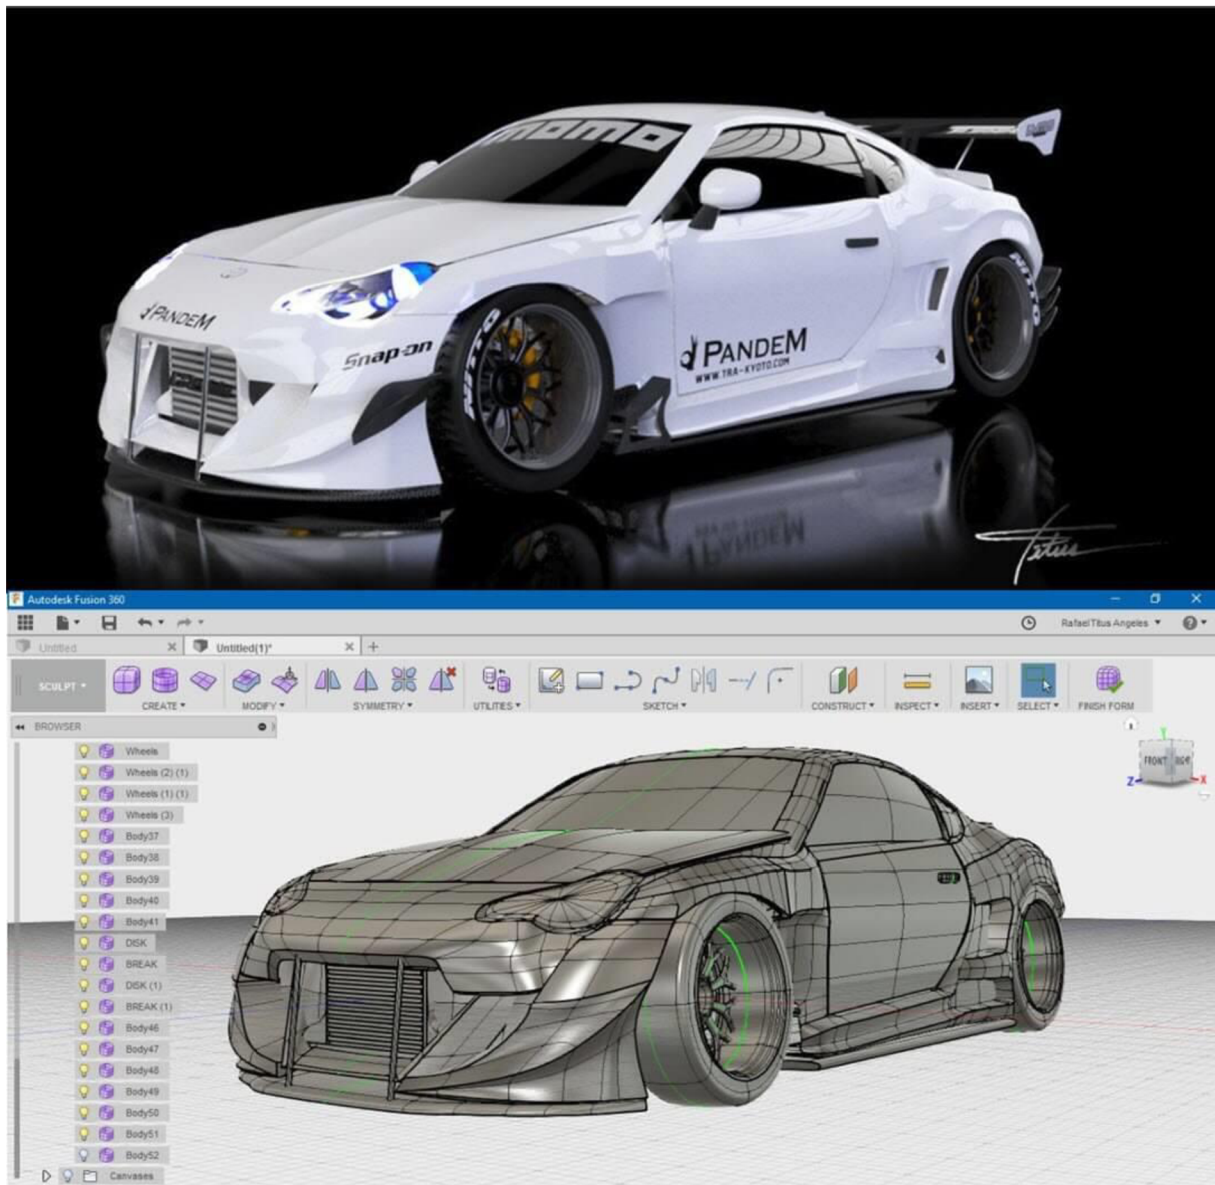 momo
PANDEM
Snap-on
NITTO
PANDEM
WWW.TRA-KYOTO.COM
NITTO
Titus
Autodesk Fusion 360
RafaelTitus Angeles
Untitled
Untitled(1)*
SCULPT
CREATE
MODIFY
SYMMETRY
UTILITIES
SKETCH
CONSTRUCT
INSPECT
INSERT
SELECT
FINISH FORM
BROWSER
Wheels
Wheels (2) (1)
Wheels (1) (1)
Wheels (3)
Body37
Body38
Body39
Body40
Body41
DISK
BREAK
DISK (1)
BREAK (1)
Body46
Body47
Body48
Body49
Body50
Body51
Body52
Canvases
Y
FRONT
RIGHT
Z
X